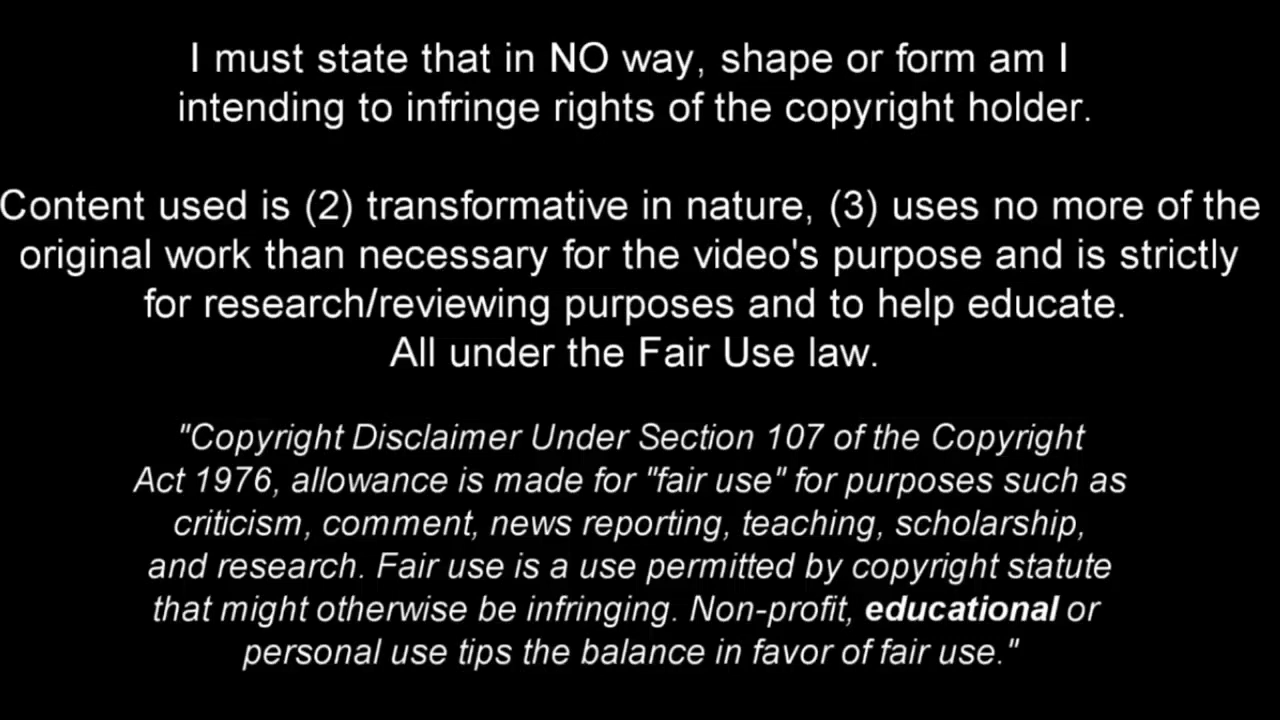 I must state that in NO way, shape or form am I
intending to infringe rights of the copyright holder.
Content used is (2) transformative in nature, (3) uses no more of the
original work than necessary for the video's purpose and is strictly
for research/reviewing purposes and to help educate.
All under the Fair Use law.
"Copyright Disclaimer Under Section 107 of the Copyright
Act 1976, allowance is made for "fair use" for purposes such as
criticism, comment, news reporting, teaching, scholarship,
and research. Fair use is a use permitted by copyright statute
that might otherwise be infringing. Non-profit, educational or
personal use tips the balance in favor of fair use."